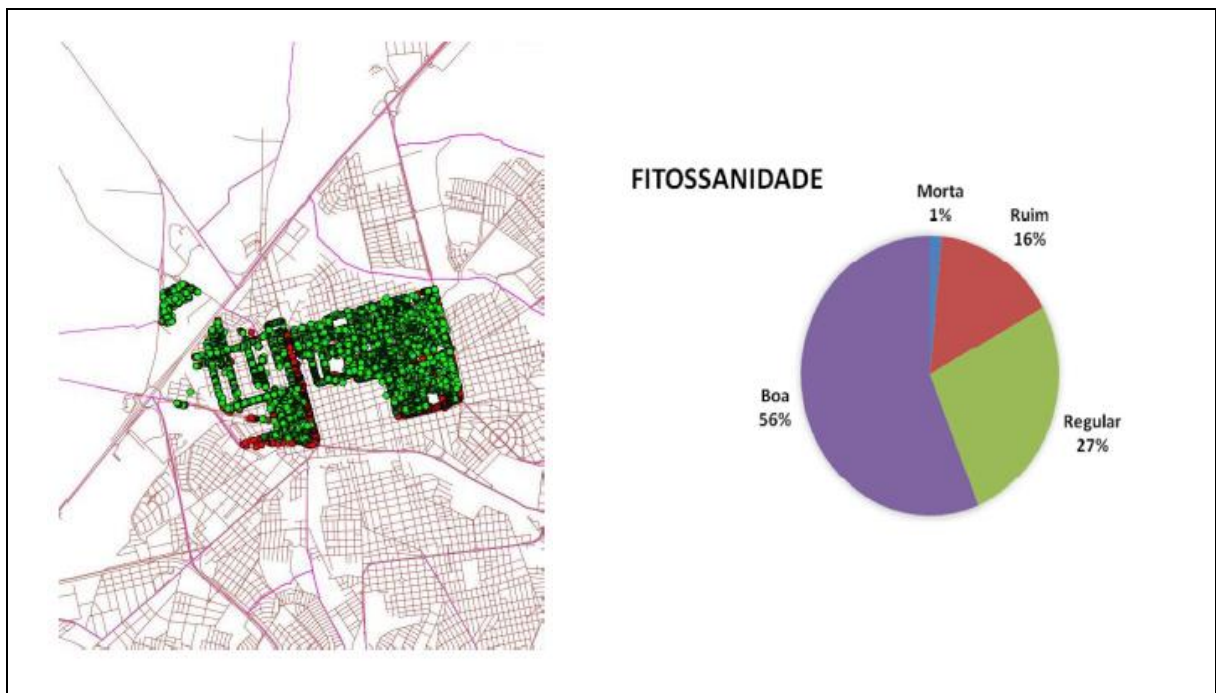 FITOSSANIDADE
Morta
1%
Ruim
16%
Boa
56%
Regular
27%